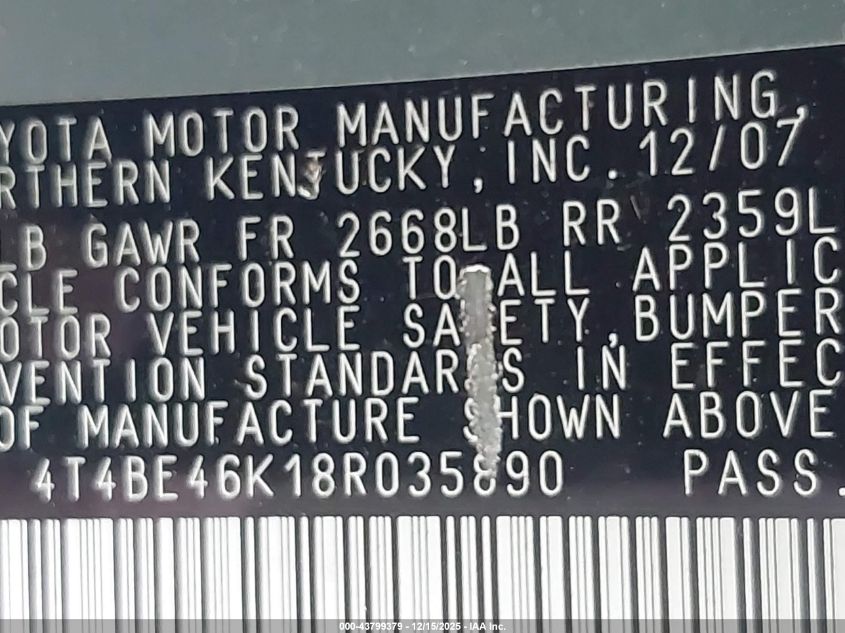 YOTA MOTOR MANUFACTURING,
RTHERN KENTUCKY, INC. 12/07
LB GAWR FR 2668LB RR 2359L
CLE CONFORMS TO ALL APPLIC
OTOR VEHICLE SAFETY, BUMPER
VENTION STANDARDS IN EFFEC
OF MANUFACTURE SHOWN ABOVE
4T4BE46K18R035890 PASS.
000-43799379 - 12/15/2025 - IAA Inc.